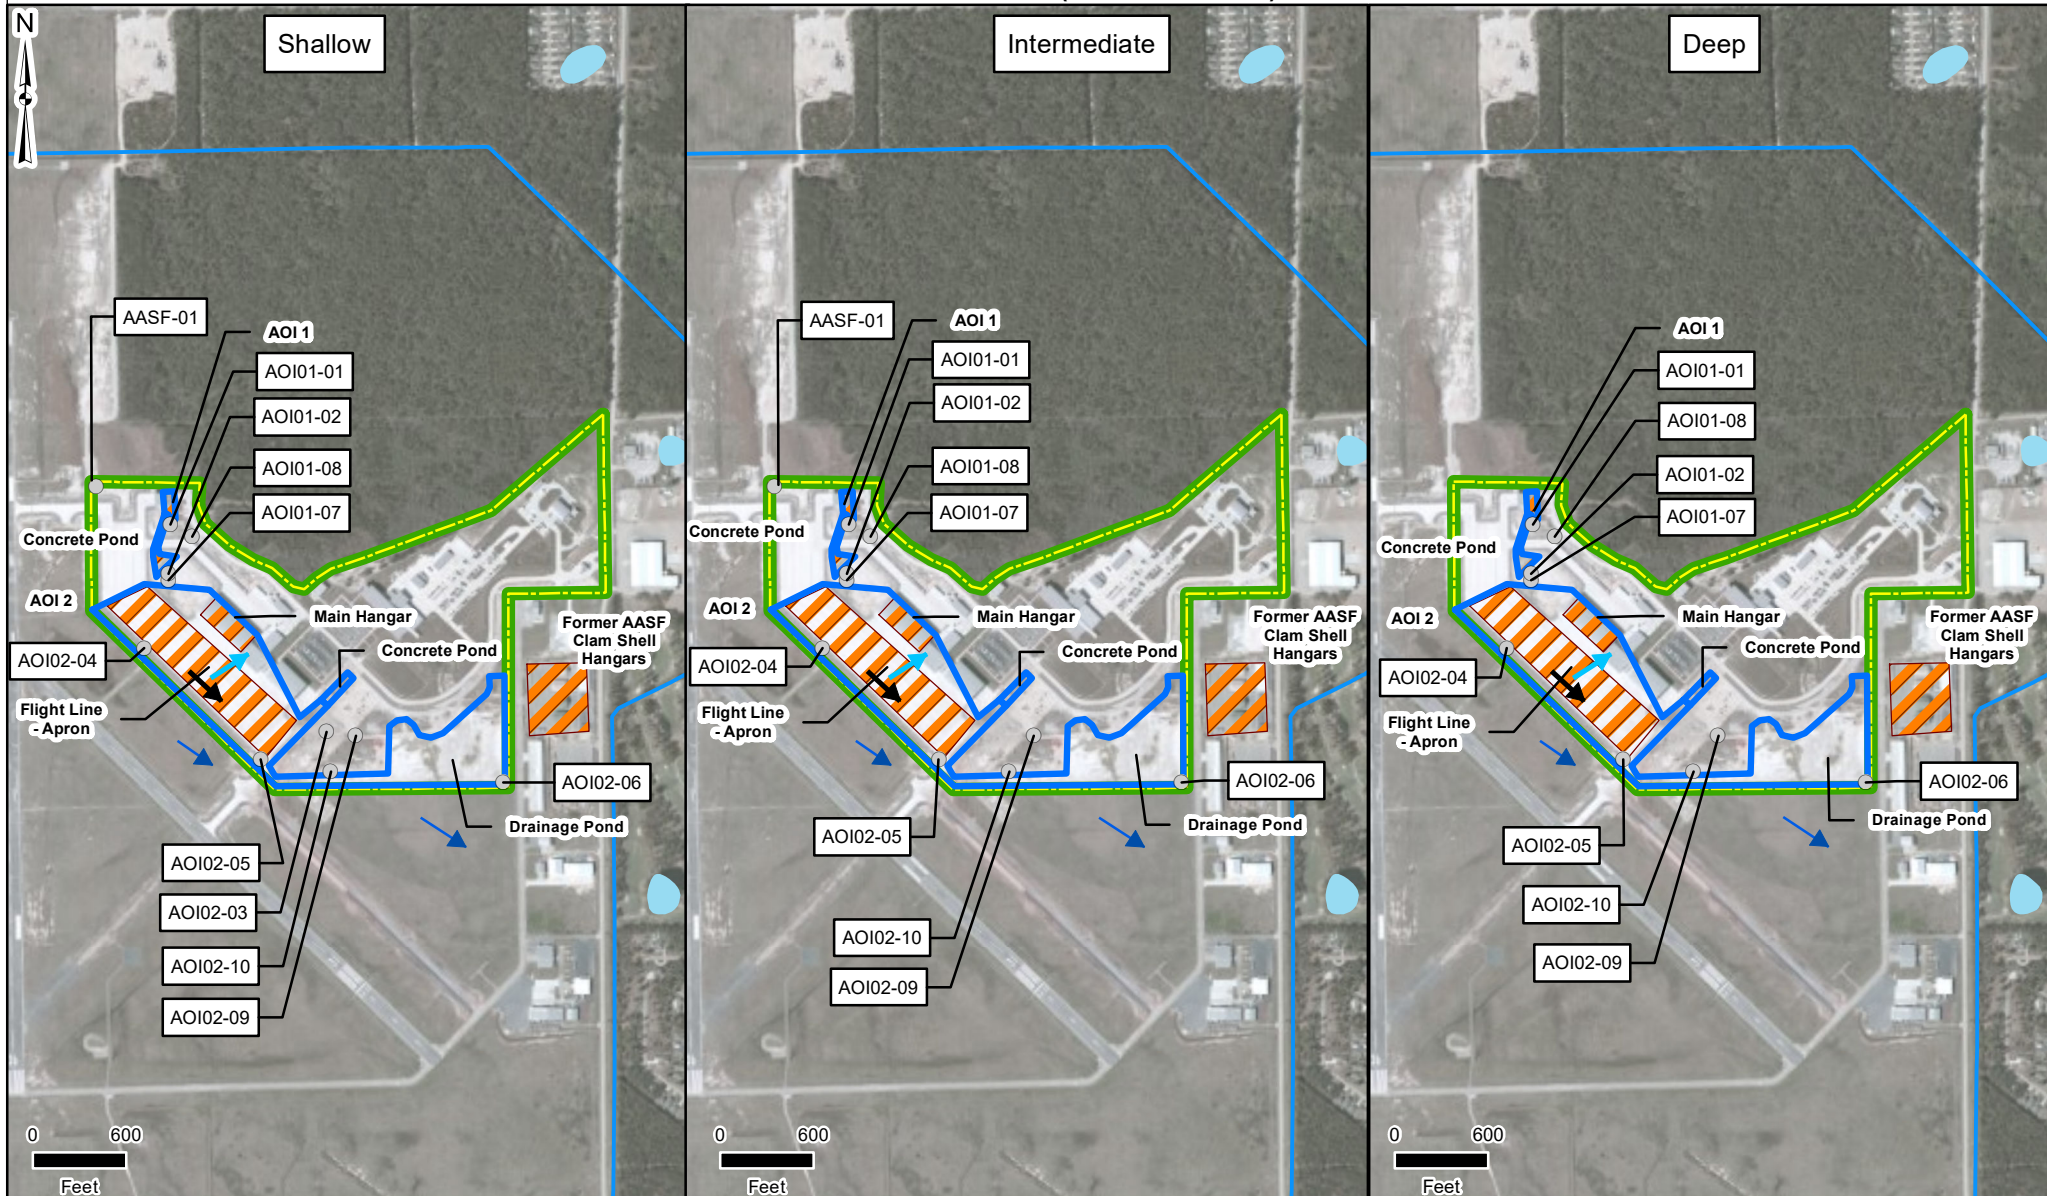 N
Shallow
AASF-01
AOI 1
AOI01-01
AOI01-02
AOI01-08
AOI01-07
Concrete Pond
AOI 2
Main Hangar
Former AASF
Clam Shell
Hangars
Concrete Pond
AOI02-04
Flight Line
- Apron
AOI02-06
Drainage Pond
AOI02-05
AOI02-03
AOI02-10
AOI02-09
0 600
Feet
Intermediate
AASF-01
AOI 1
AOI01-01
AOI01-02
AOI01-08
AOI01-07
Concrete Pond
AOI 2
Main Hangar
Former AASF
Clam Shell
Hangars
Concrete Pond
AOI02-04
Flight Line
- Apron
AOI02-06
Drainage Pond
AOI02-05
AOI02-10
AOI02-09
0 600
Feet
Deep
AOI 1
AOI01-01
AOI01-08
AOI01-02
AOI01-07
Concrete Pond
AOI 2
Main Hangar
Former AASF
Clam Shell
Hangars
Concrete Pond
AOI02-04
Flight Line
- Apron
AOI02-06
Drainage Pond
AOI02-05
AOI02-10
AOI02-09
0 600
Feet